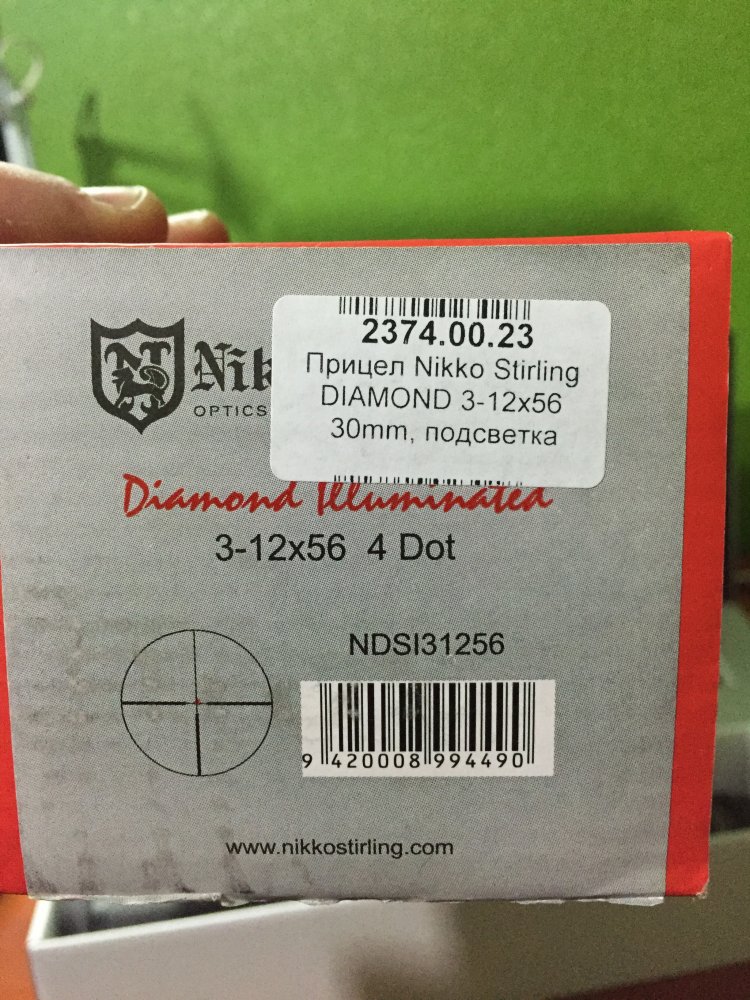 2374.00.23
Прицел Nikko Stirling
DIAMOND 3-12x56
30mm, подсветка
Nik
OPTICS
Diamond Illuminated
3-12x56 4 Dot
NDSI31256
9 420008 994490
www.nikkostirling.com